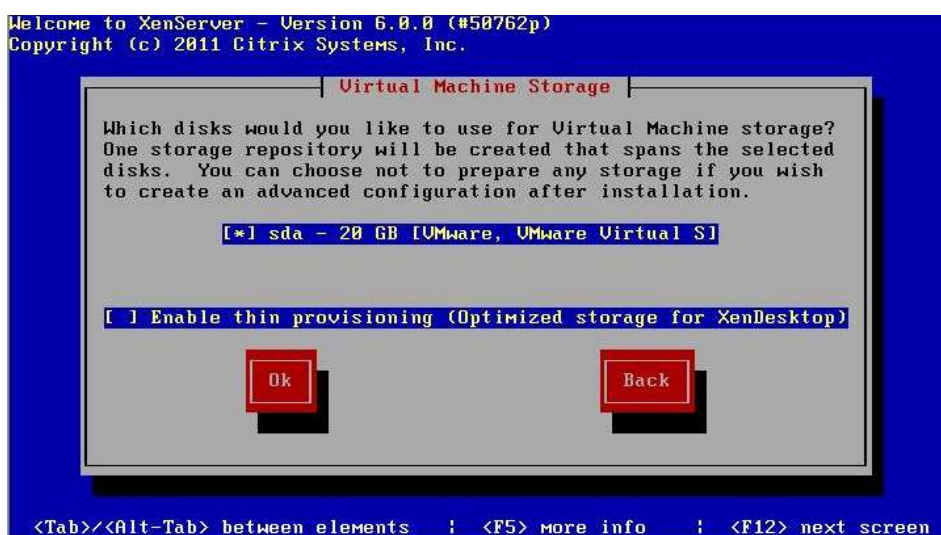 Welcome to XenServer - Version 6.0.0 (#50762p)
Copyright (c) 2011 Citrix Systems, Inc.
Virtual Machine Storage
Which disks would you like to use for Virtual Machine storage?
One storage repository will be created that spans the selected
disks.  You can choose not to prepare any storage if you wish
to create an advanced configuration after installation.
[*] sda - 20 GB [VMware, VMware Virtual S]
[ ] Enable thin provisioning (Optimized storage for XenDesktop)
Ok Back
<Tab>/<Alt-Tab> between elements | <F5> more info | <F12> next screen